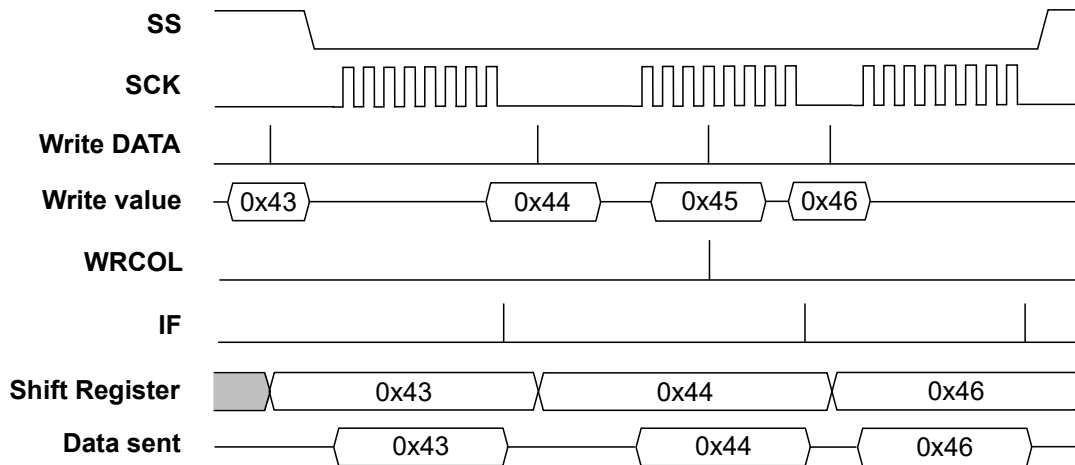 SS
SCK
Write DATA
Write value 0x43 0x44 0x45 0x46
WRCOL
IF
Shift Register 0x43 0x44 0x46
Data sent 0x43 0x44 0x46